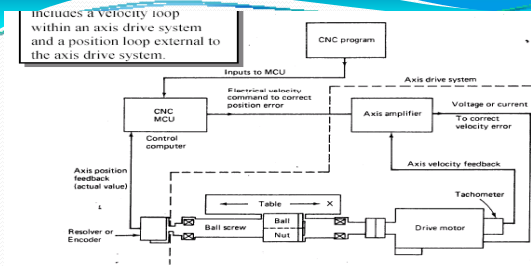 includes a velocity loop
within an axis drive system
and a position loop external to
the axis drive system.
CNC program
Inputs to MCU
Axis drive system
Electrical velocity
command to correct
position error
CNC
MCU
Axis amplifier
Voltage or current
To correct
velocity error
Control
computer
Axis position
feedback
(actual value)
Axis velocity feedback
Tachometer
Table
X
Resolver or
Encoder
Ball screw
Ball
Nut
Drive motor